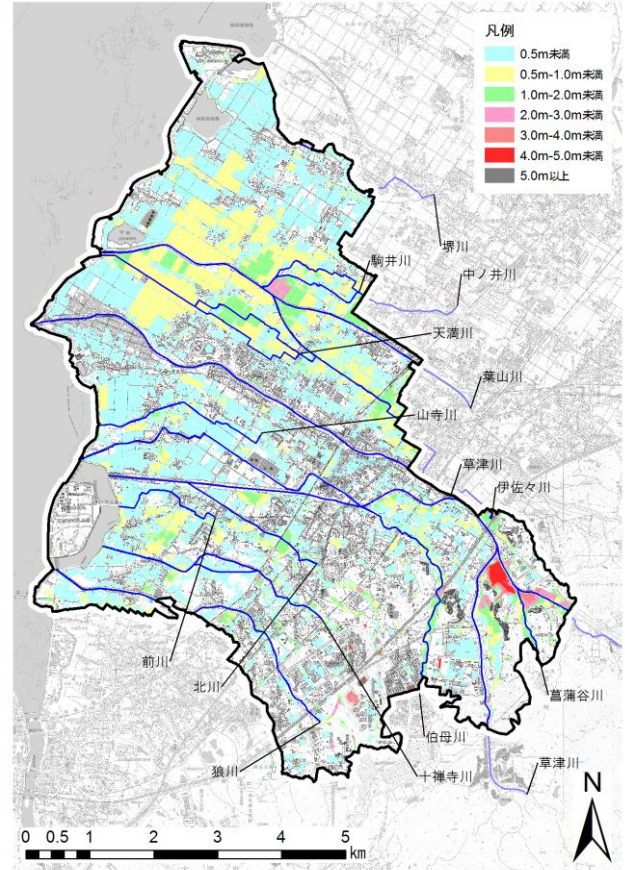 凡例
0.5m未満
0.5m-1.0m未満
1.0m-2.0m未満
2.0m-3.0m未満
3.0m-4.0m未満
4.0m-5.0m未満
5.0m以上
堺川
駒井川
中ノ井川
天満川
葉山川
山寺川
草津川
伊佐々川
前川
北川
菖蒲谷川
伯母川
狼川
十禅寺川
草津川
N
0 0.5 1 2 3 4 5
km